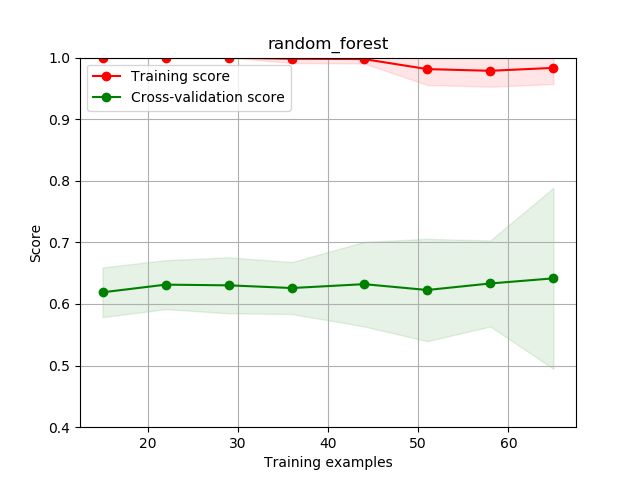 random_forest
1.0
0.9
0.8
0.7
0.6
0.5
0.4
Score
Training score
Cross-validation score
20 30 40 50 60
Training examples